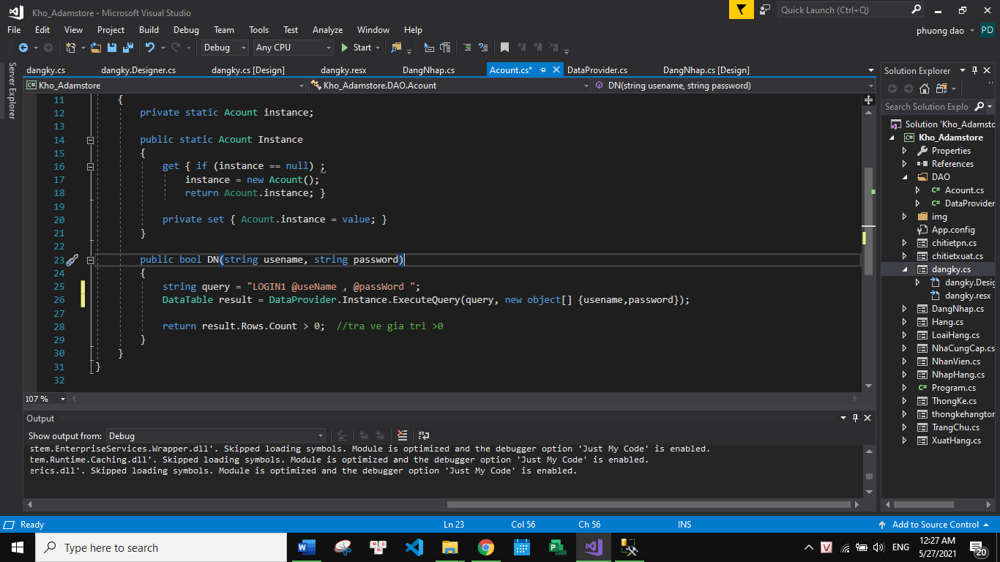 Kho_Adamstore - Microsoft Visual Studio
Quick Launch (Ctrl+Q)
File Edit View Project Build Debug Team Tools Test Analyze Window Help
phuong dao PD
Debug Any CPU Start
Server Explorer
dangky.cs dangky.Designer.cs dangky.cs [Design] dangky.resx DangNhap.cs Acount.cs* DataProvider.cs DangNhap.cs [Design]
Kho_Adamstore Kho_Adamstore.DAO.Acount DN(string usename, string password)
11 {
12 private static Acount instance;
13
14 public static Acount Instance
15 {
16 get { if (instance == null) ;
17 instance = new Acount();
18 return Acount.instance; }
19
20 private set { Acount.instance = value; }
21 }
22
23 public bool DN(string usename, string password)
24 {
25 string query = "LOGIN1 @useName , @passWord ";
26 DataTable result = DataProvider.Instance.ExecuteQuery(query, new object[] {usename,password});
27
28 return result.Rows.Count > 0; //tra ve gia tri >0
29 }
30 }
31 }
32
107 %
Output
Show output from: Debug
stem.EnterpriseServices.Wrapper.dll'. Skipped loading symbols. Module is optimized and the debugger option 'Just My Code' is enabled.
tem.Runtime.Caching.dll'. Skipped loading symbols. Module is optimized and the debugger option 'Just My Code' is enabled.
erics.dll'. Skipped loading symbols. Module is optimized and the debugger option 'Just My Code' is enabled.
Solution Explorer
Search Solution Explo
Solution 'Kho_Adamsto
C# Kho_Adamstore
Properties
References
DAO
C# Acount.cs
C# DataProvider
img
App.config
chitietpn.cs
chitietxuat.cs
dangky.cs
dangky.Desig
dangky.resx
DangNhap.cs
Hang.cs
LoaiHang.cs
NhaCungCap.cs
NhanVien.cs
NhapHang.cs
C# Program.cs
ThongKe.cs
thongkehangtor
TrangChu.cs
XuatHang.cs
Ready Ln 23 Col 56 Ch 56 INS Add to Source Control
Type here to search
ENG
12:27 AM
5/27/2021
20